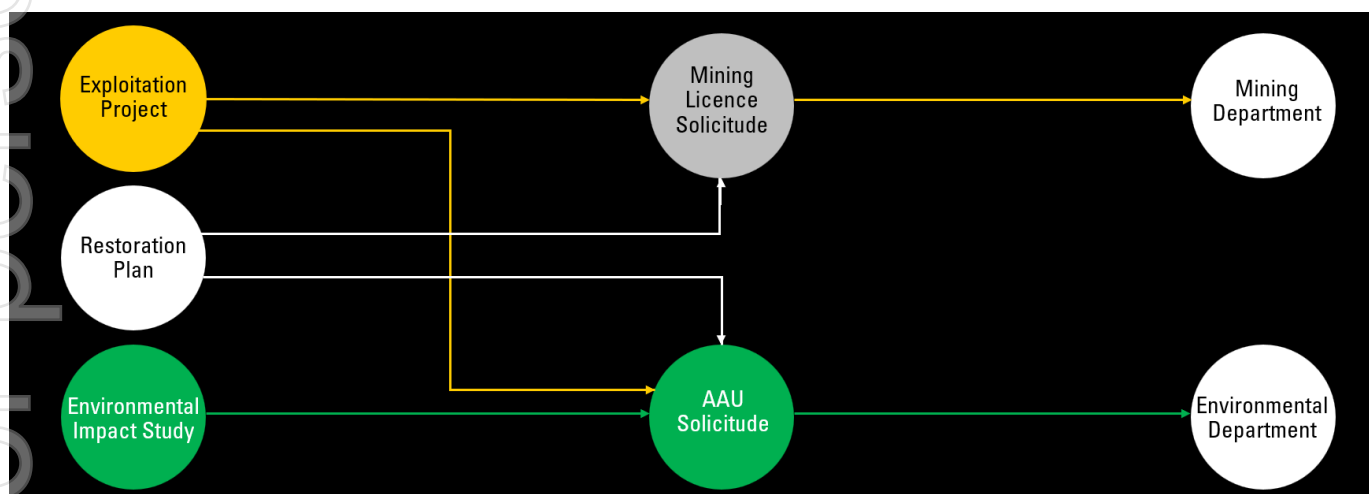 Exploitation
Project
Mining
Licence
Solicitude
Mining
Department
Restoration
Plan
Environmental
Impact Study
AAU
Solicitude
Environmental
Department